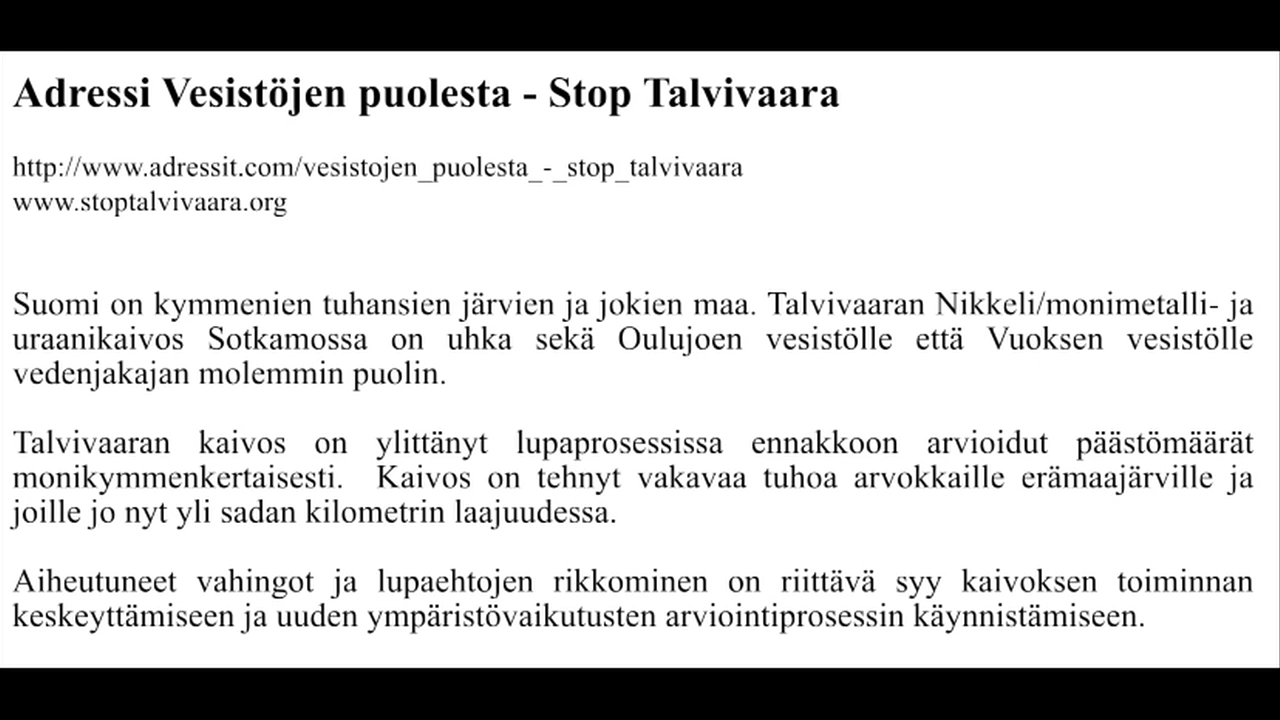 Adressi Vesistöjen puolesta - Stop Talvivaara
http://www.adressit.com/vesistojen_puolesta_-_stop_talvivaara
www.stoptalvivaara.org
Suomi on kymmenien tuhansien järvien ja jokien maa. Talvivaaran Nikkeli/monimetalli- ja
uraanikaivos Sotkamossa on uhka sekä Oulujoen vesistölle että Vuoksen vesistölle
vedenjakajan molemmin puolin.
Talvivaaran kaivos on ylittänyt lupaprosessissa ennakkoon arvioidut päästömäärät
monikymmenkertaisesti. Kaivos on tehnyt vakavaa tuhoa arvokkaille erämaajärville ja
joille jo nyt yli sadan kilometrin laajuudessa.
Aiheutuneet vahingot ja lupaehtojen rikkominen on riittävä syy kaivoksen toiminnan
keskeyttämiseen ja uuden ympäristövaikutusten arviointiprosessin käynnistämiseen.